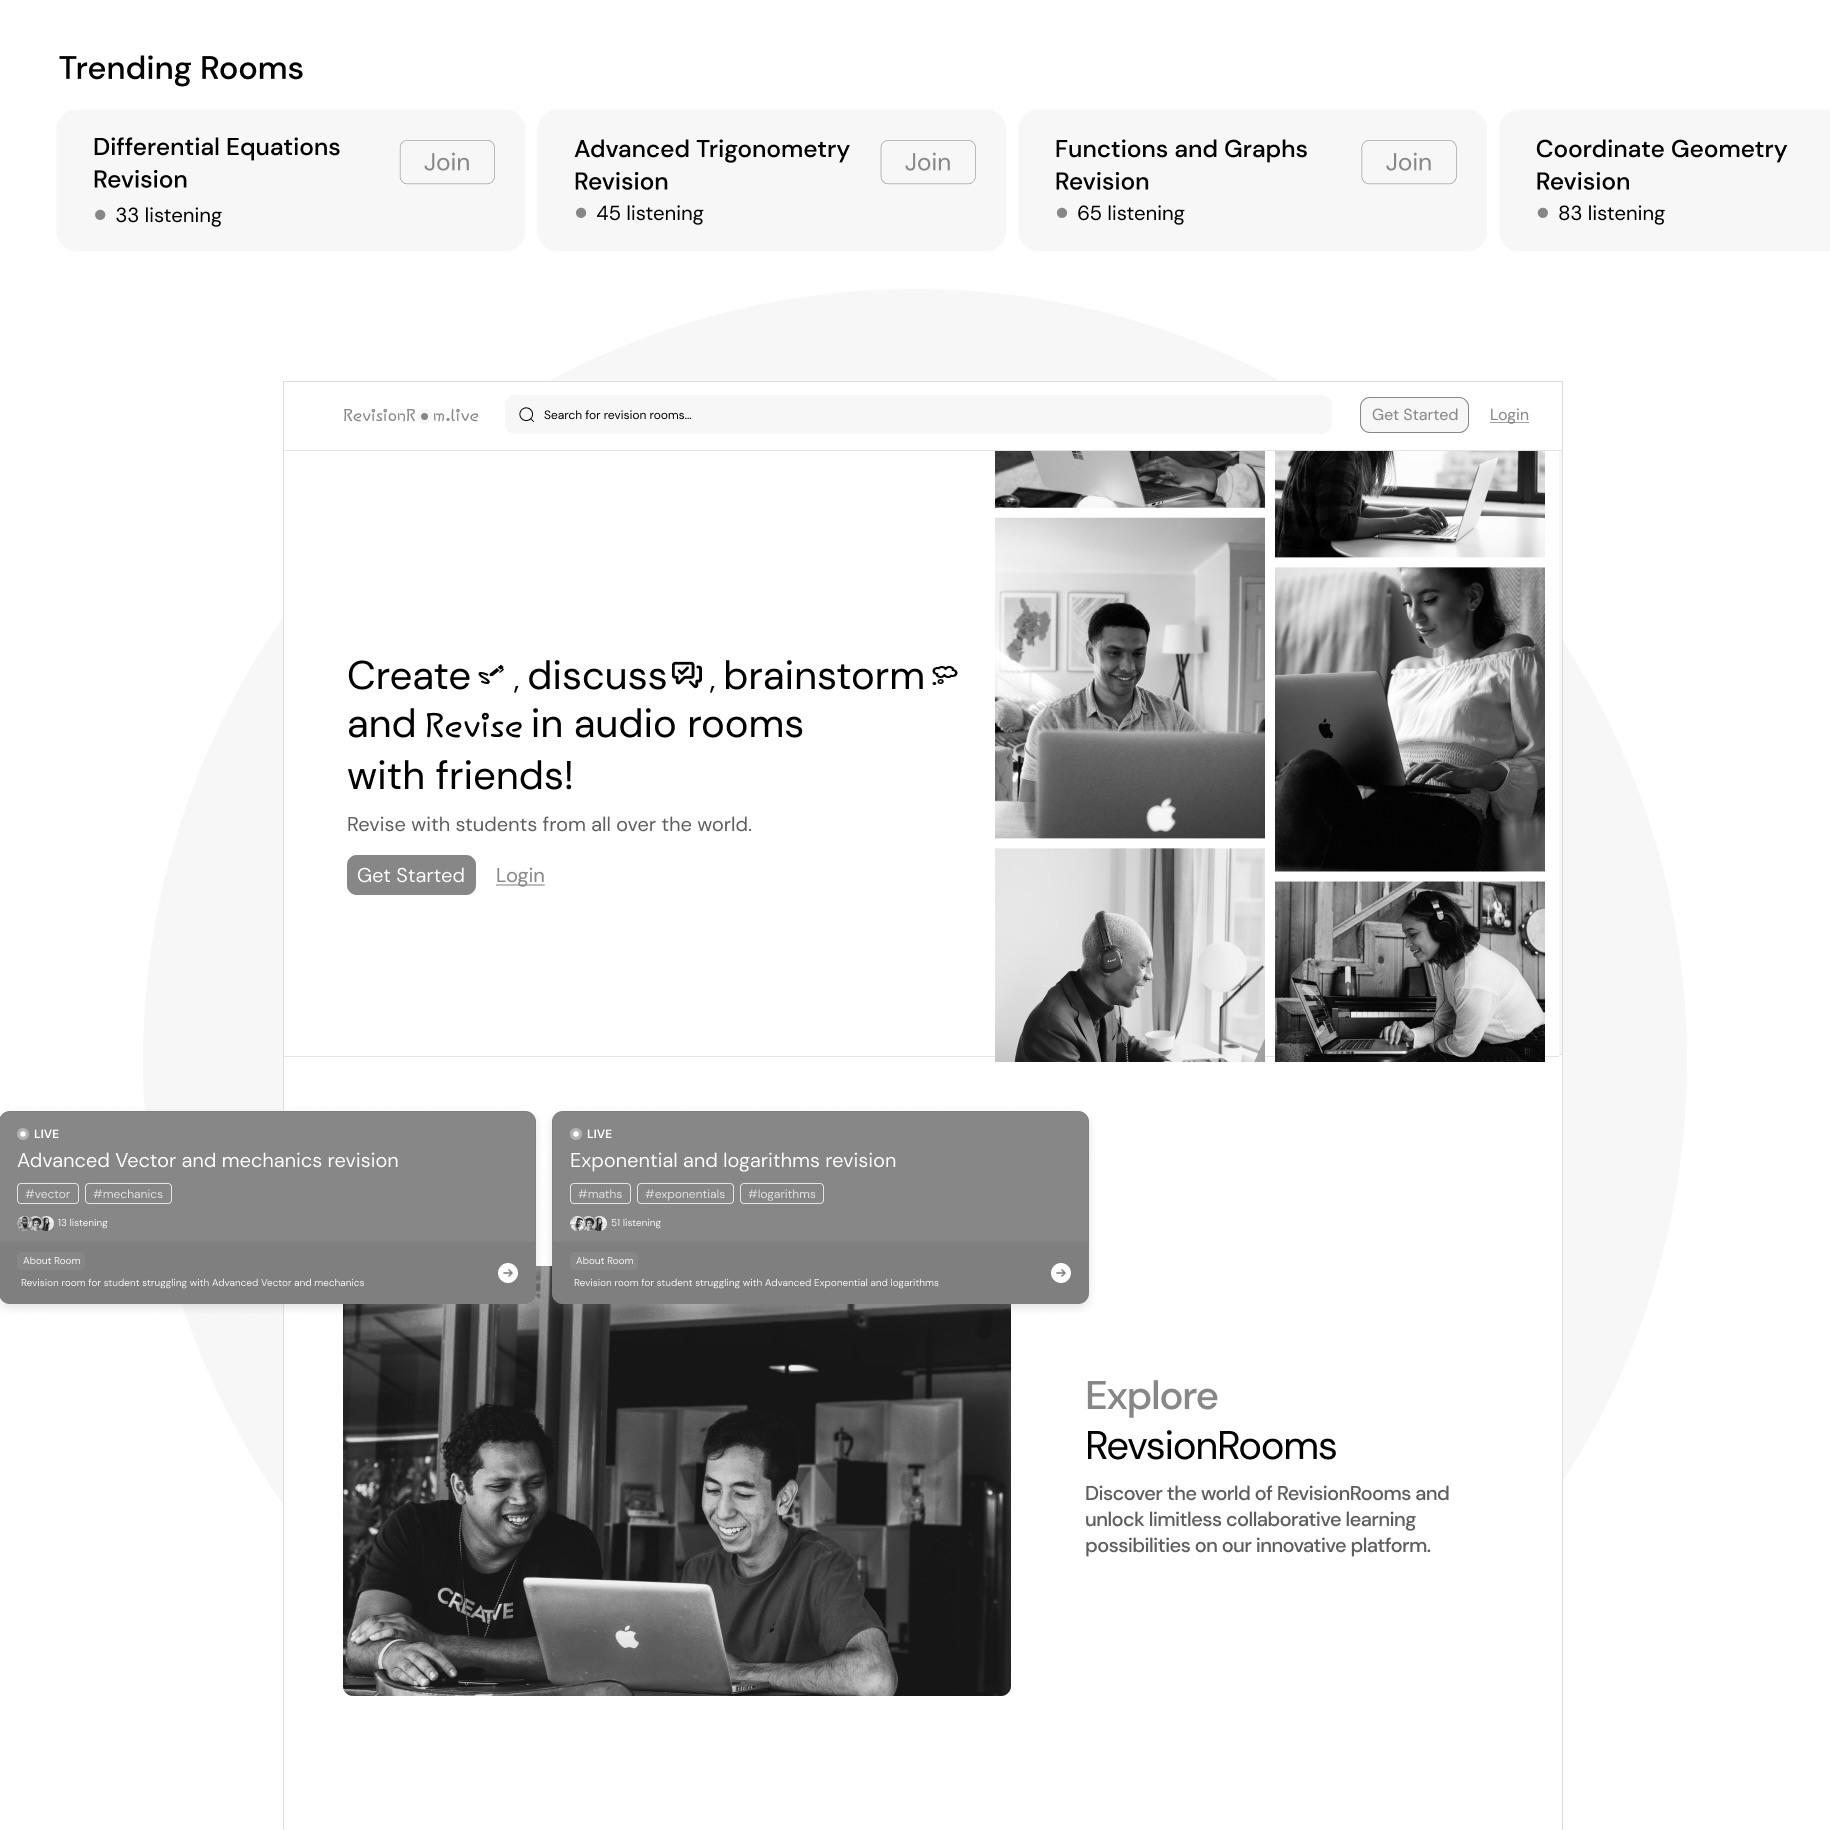 Trending Rooms
Differential Equations
Revision
33 listening
Join
Advanced Trigonometry
Revision
45 listening
Join
Functions and Graphs
Revision
65 listening
Join
Coordinate Geometry
Revision
83 listening
RevisionR●m.live
Search for revision rooms...
Get Started
Login
Create , discuss , brainstorm
and Revise in audio rooms
with friends!
Revise with students from all over the world.
Get Started
Login
LIVE
Advanced Vector and mechanics revision
#vector #mechanics
13 listening
About Room
Revision room for student struggling with Advanced Vector and mechanics
LIVE
Exponential and logarithms revision
#maths #exponentials #logarithms
51 listening
About Room
Revision room for student struggling with Advanced Exponential and logarithms
CREATIVE
Explore
RevsionRooms
Discover the world of RevisionRooms and
unlock limitless collaborative learning
possibilities on our innovative platform.